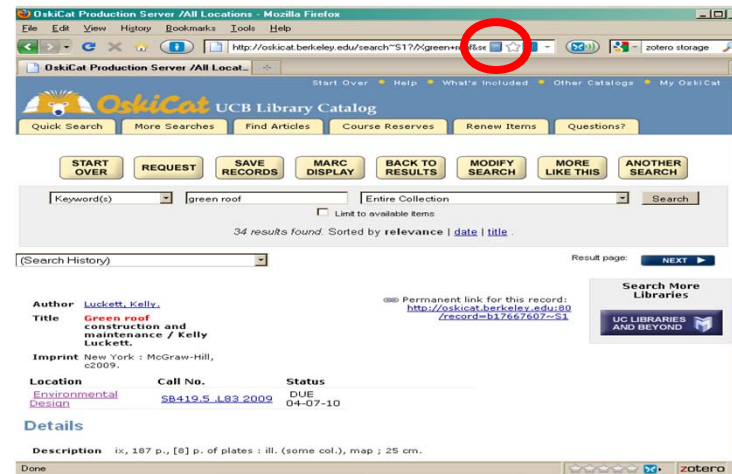 OskiCat Production Server /All Locations - Mozilla Firefox
File Edit View History Bookmarks Tools Help
http://oskicat.berkeley.edu/search~S1?/Xgreen+ zotero storage
OskiCat Production Server /All Locat...
Start Over Help What's Included Other Catalogs My OskiCat
OskiCat UCB Library Catalog
Quick Search More Searches Find Articles Course Reserves Renew Items Questions?
START OVER REQUEST SAVE RECORDS MARC DISPLAY BACK TO RESULTS MODIFY SEARCH MORE LIKE THIS ANOTHER SEARCH
Keyword(s) green roof Entire Collection Search
Limit to available items
34 results found. Sorted by relevance | date | title .
(Search History) Result page: NEXT
Search More
Libraries
UC LIBRARIES
AND BEYOND
Permanent link for this record:
http://oskicat.berkeley.edu:80
/record=b17667607~S1
Author Luckett, Kelly.
Title Green roof
construction and
maintenance / Kelly
Luckett.
Imprint New York : McGraw-Hill,
c2009.
Location Call No. Status
Environmental
Design SB419.5 .L83 2009 DUE
04-07-10
Details
Description ix, 187 p., [8] p. of plates : ill. (some col.), map ; 25 cm.
Done zotero